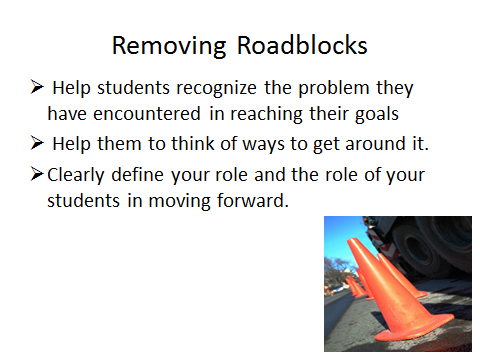 Removing Roadblocks
➢ Help students recognize the problem they
have encountered in reaching their goals
➢ Help them to think of ways to get around it.
➢ Clearly define your role and the role of your
students in moving forward.